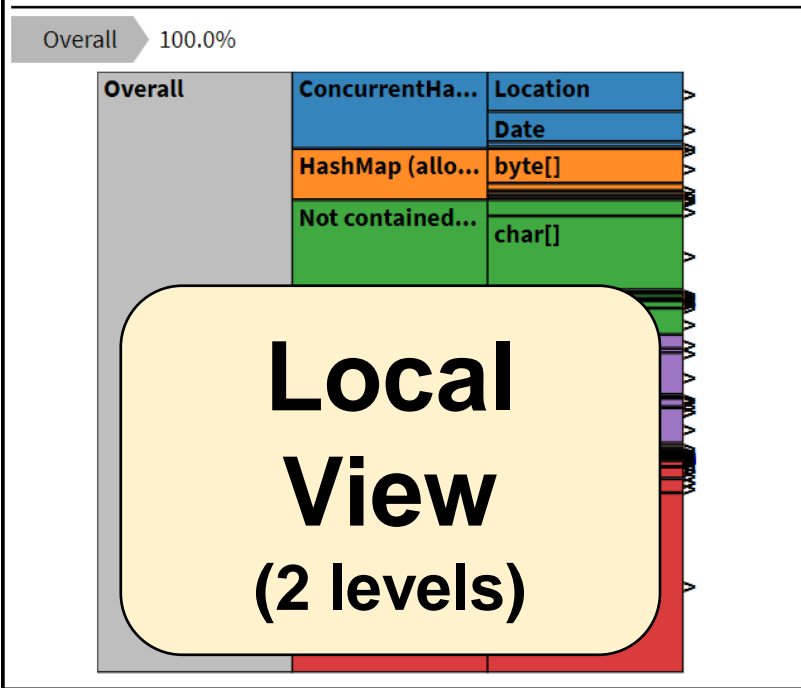 Overall 100.0%
Overall ConcurrentHa... Location
Date
HashMap (allo... byte[]
Not contained...
char[]
Local
View
(2 levels)